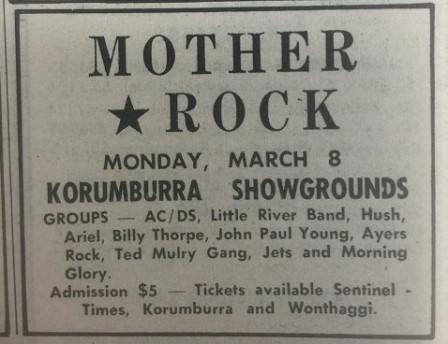 MOTHER
★ ROCK
MONDAY, MARCH 8
KORUMBURRA SHOWGROUNDS
GROUPS — AC/DS, Little River Band, Hush,
Ariel, Billy Thorpe, John Paul Young, Ayers
Rock, Ted Mulry Gang, Jets and Morning
Glory.
Admission $5 — Tickets available Sentinel -
Times, Korumburra and Wonthaggi.